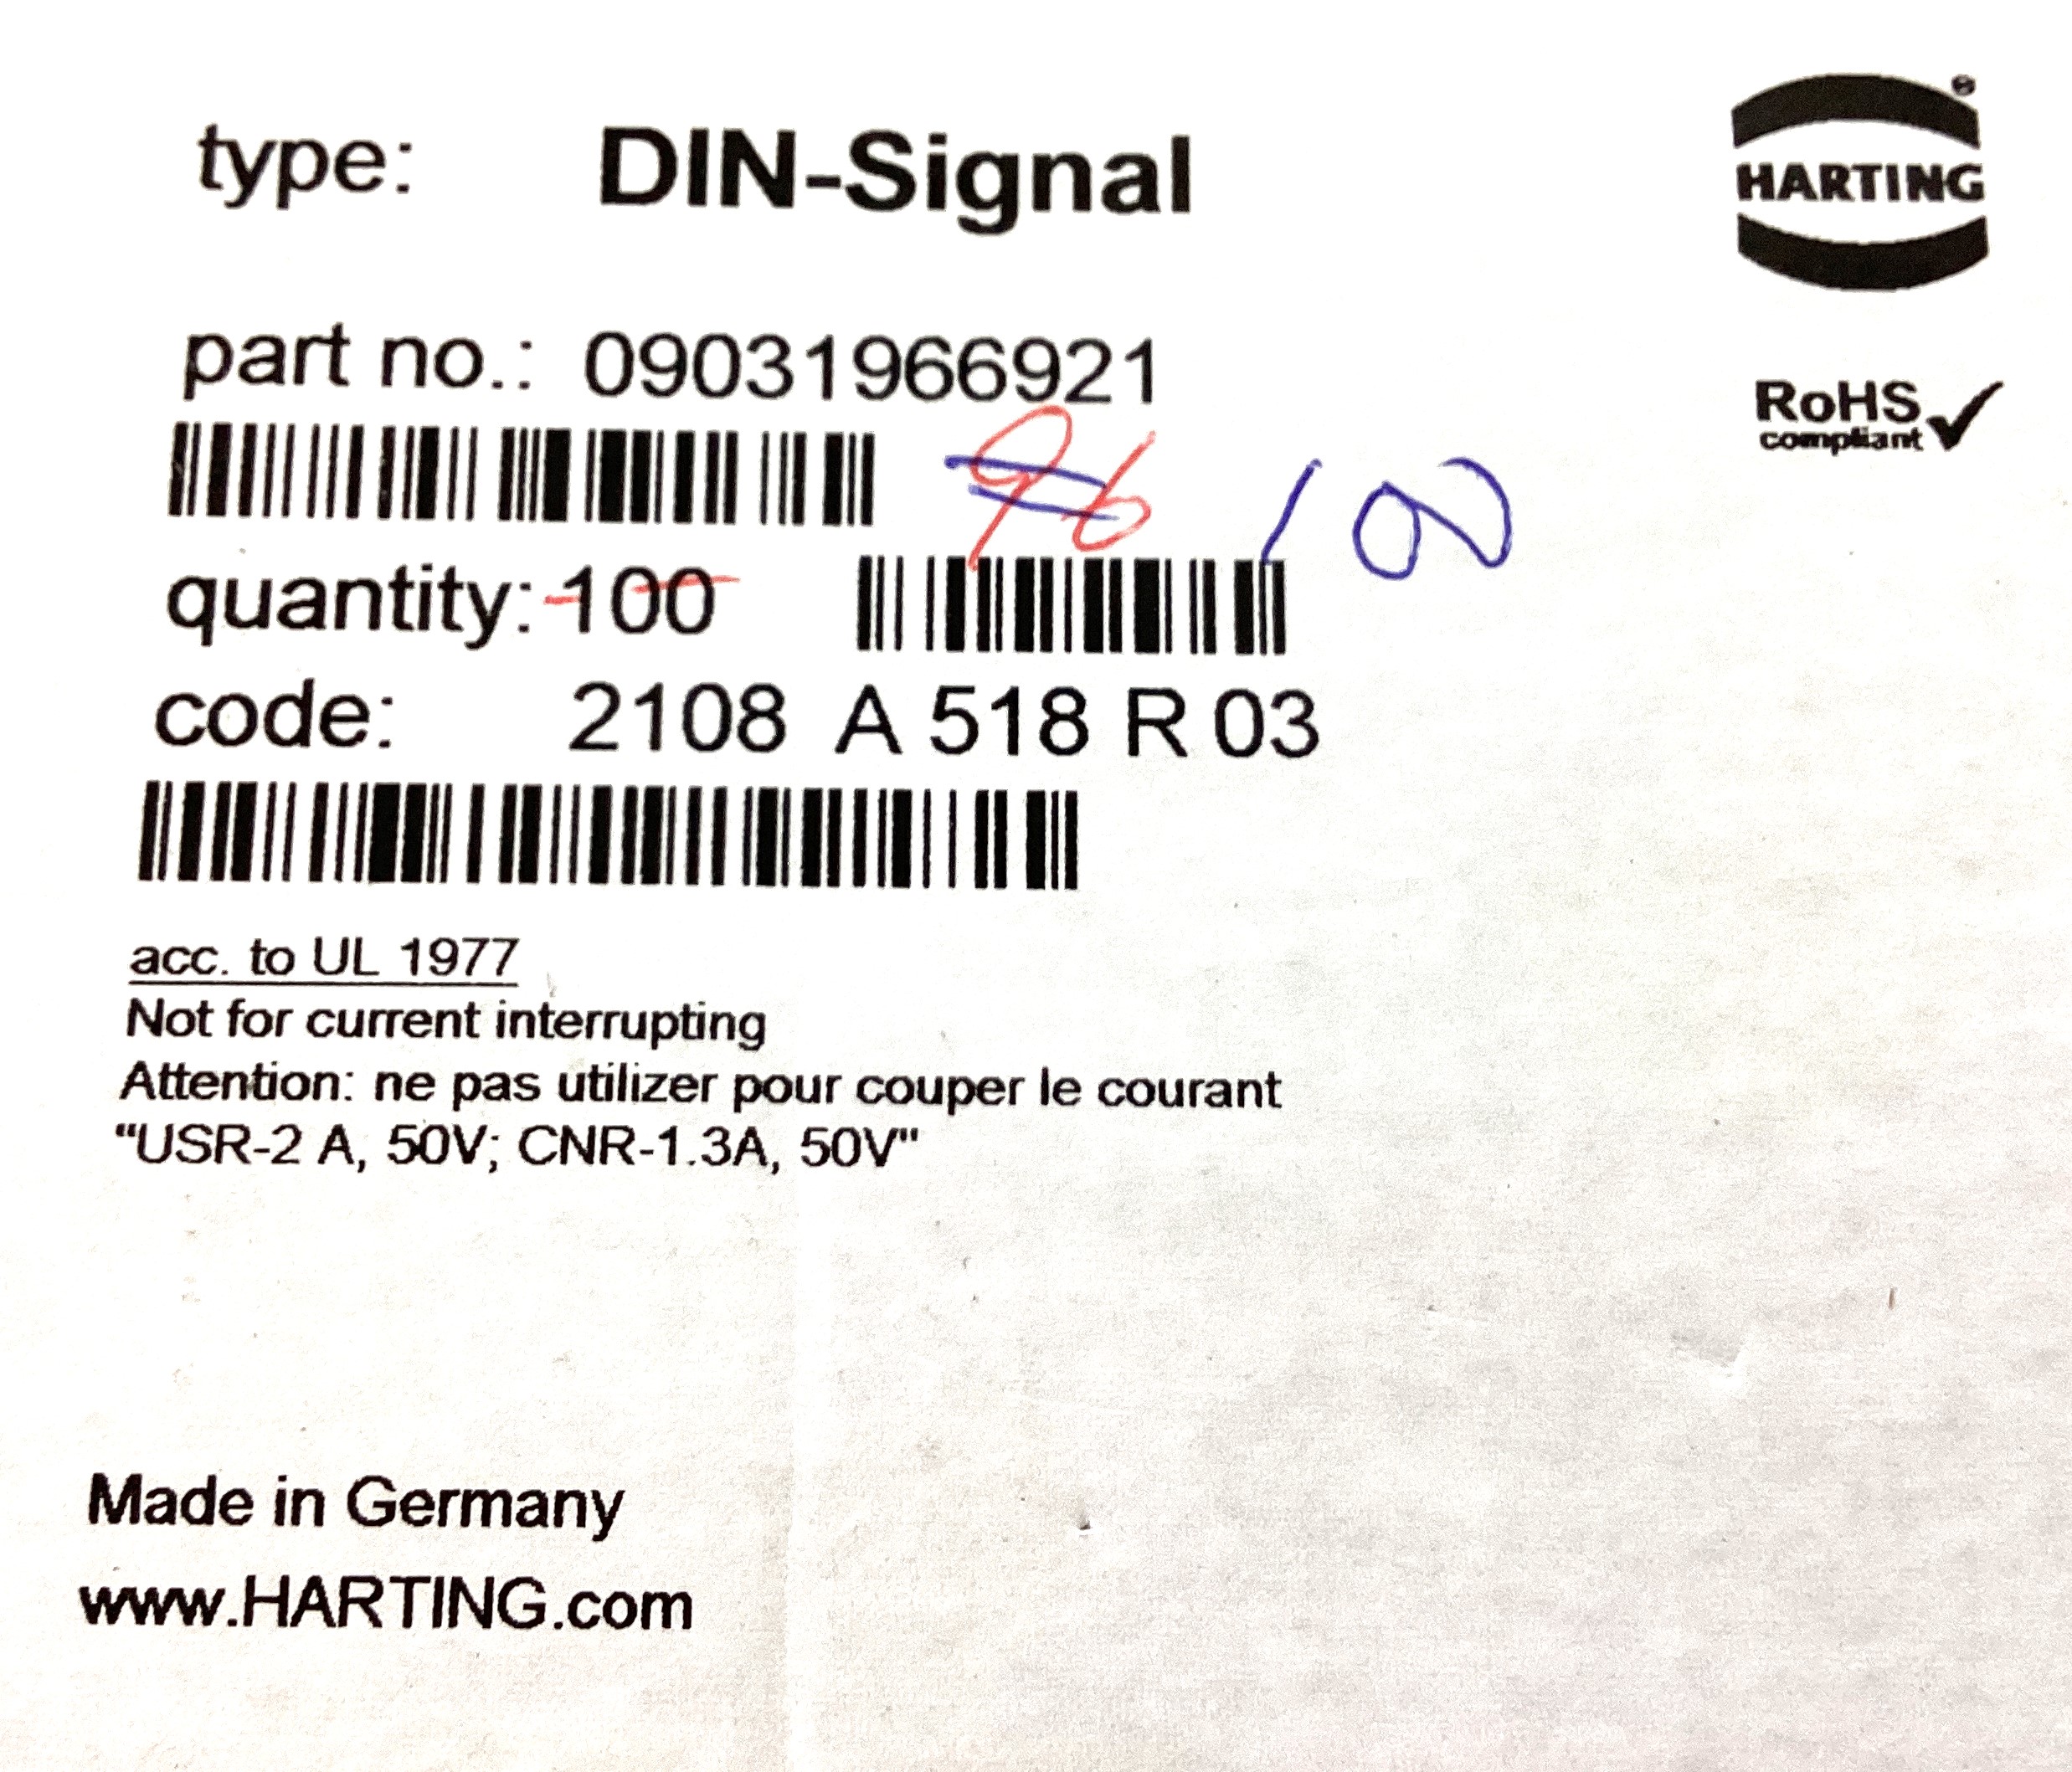 type: DIN-Signal
HARTING
part no.: 09031966921
RoHS
compliant
96 100
quantity: 100
code: 2108 A 518 R 03
acc. to UL 1977
Not for current interrupting
Attention: ne pas utilizer pour couper le courant
“USR-2 A, 50V; CNR-1.3A, 50V"
Made in Germany
www.HARTING.com